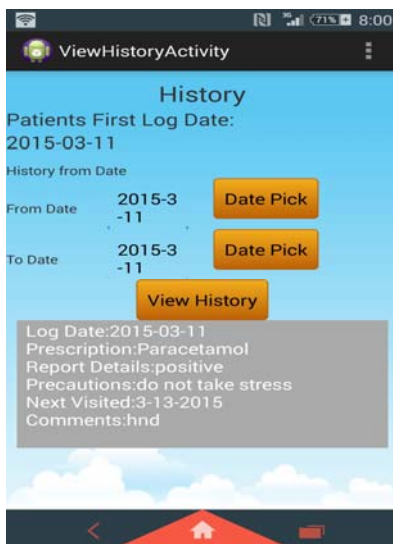 3G 71% 8:00
ViewHistoryActivity
History
Patients First Log Date:
2015-03-11
History from Date
From Date
2015-3
-11
Date Pick
To Date
2015-3
-11
Date Pick
View History
Log Date:2015-03-11
Prescription:Paracetamol
Report Details:positive
Precautions:do not take stress
Next Visited:3-13-2015
Comments:hnd